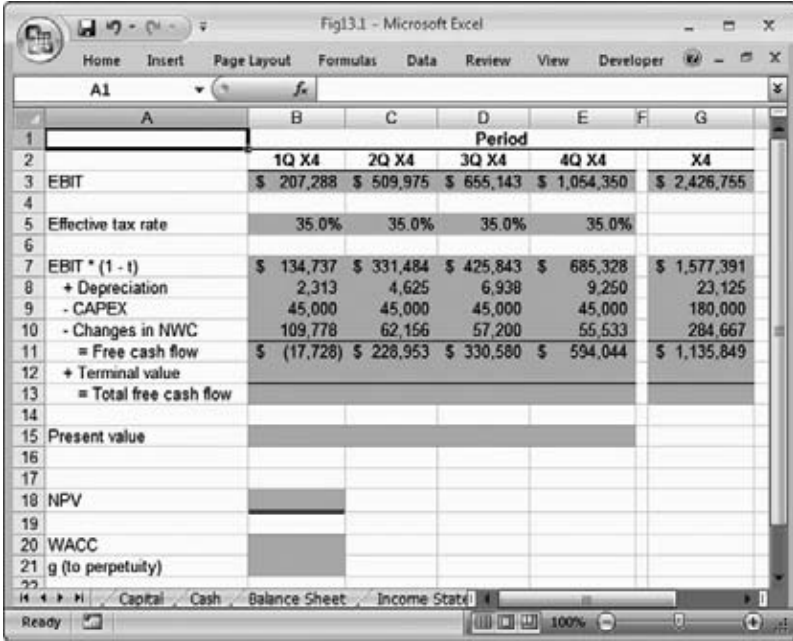 Fig13.1 - Microsoft Excel
Home Insert Page Layout Formulas Data Review View Developer
A1 fx
A B C D E F G
1 Period
2 1Q X4 2Q X4 3Q X4 4Q X4 X4
3 EBIT $ 207,288 $ 509,975 $ 655,143 $ 1,054,350 $ 2,426,755
4
5 Effective tax rate 35.0% 35.0% 35.0% 35.0%
6
7 EBIT * (1 - t) $ 134,737 $ 331,484 $ 425,843 $ 685,328 $ 1,577,391
8 + Depreciation 2,313 4,625 6,938 9,250 23,125
9 - CAPEX 45,000 45,000 45,000 45,000 180,000
10 - Changes in NWC 109,778 62,156 57,200 55,533 284,667
11 = Free cash flow $ (17,728) $ 228,953 $ 330,580 $ 594,044 $ 1,135,849
12 + Terminal value
13 = Total free cash flow
14
15 Present value
16
17
18 NPV
19
20 WACC
21 g (to perpetuity)
22
Capital Cash Balance Sheet Income State
Ready 100%